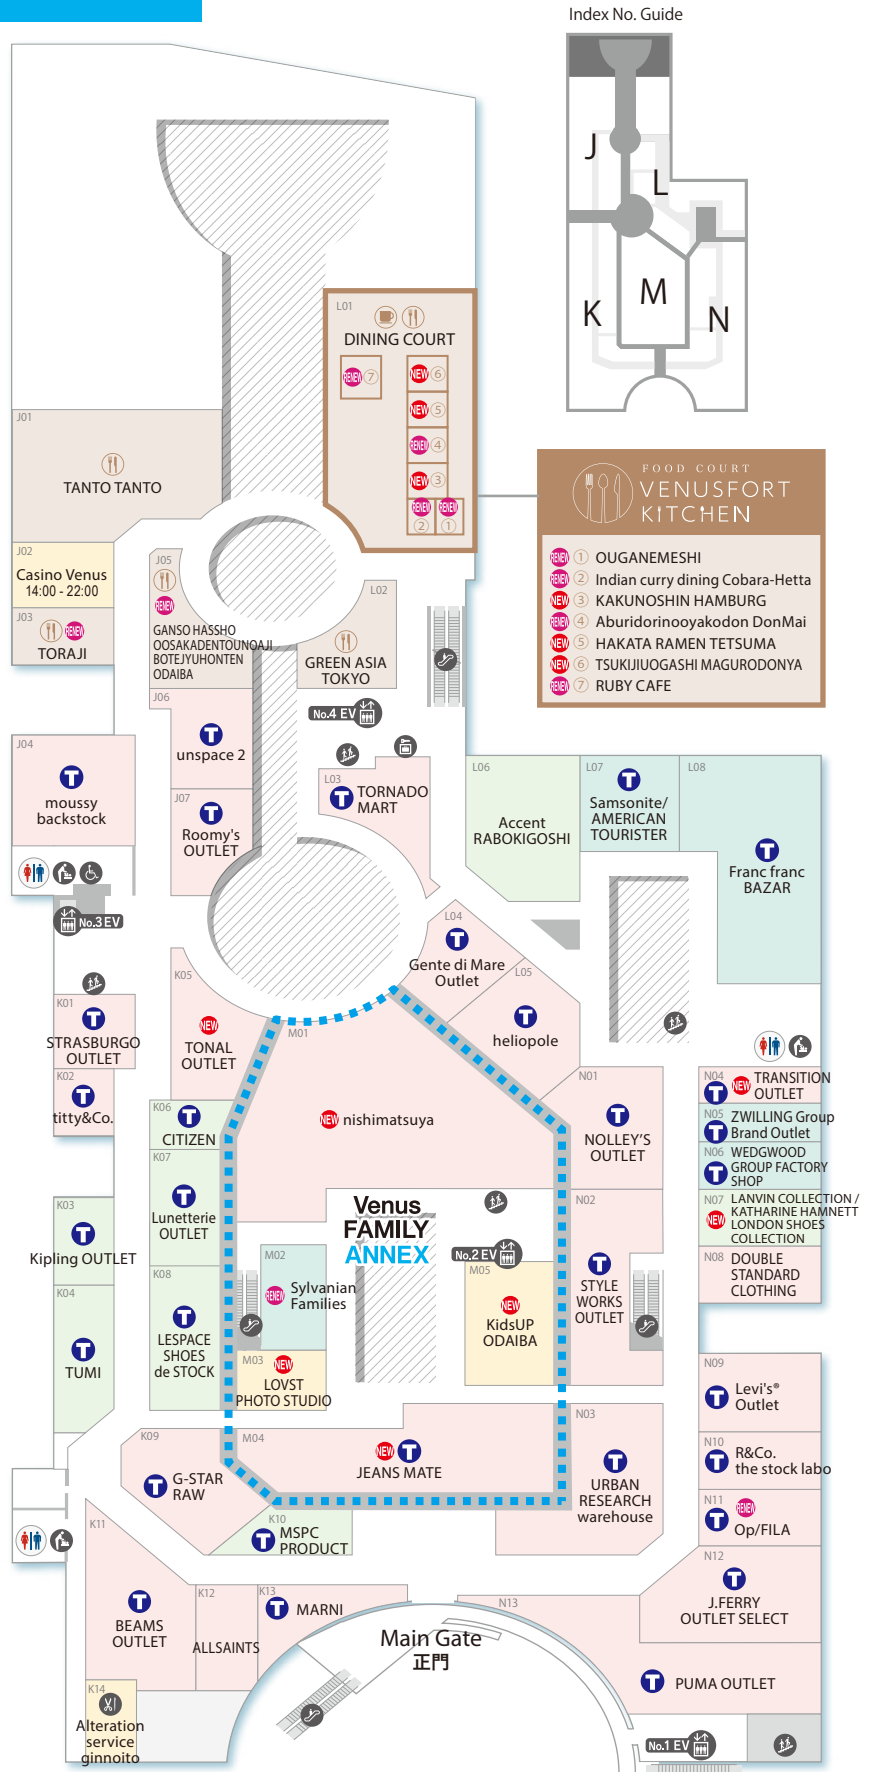 Index No. Guide
J
L
M
K
N
L01
DINING COURT
RENEW 7
NEW 6
NEW 5
RENEW 4
NEW 3
RENEW RENEW
2 1
FOOD COURT
VENUSFORT
KITCHEN
RENEW 1 OUGANEMESHI
RENEW 2 Indian curry dining Cobara-Hetta
NEW 3 KAKUNOSHIN HAMBURG
RENEW 4 Aburidorinooyakodon DonMai
NEW 5 HAKATA RAMEN TETSUMA
NEW 6 TSUKIJIUOGASHI MAGURODONYA
RENEW 7 RUBY CAFE
J01
TANTO TANTO
J02
Casino Venus
14:00 - 22:00
J03
RENEW
TORAJI
J05
RENEW
GANSO HASSHO
OOSAKADENTOUNOAJI
BOTEJYUHONTEN
ODAIBA
L02
GREEN ASIA
TOKYO
No.4 EV
J06
T
unspace 2
J04
T
moussy
backstock
J07
T
Roomy's
OUTLET
L03
T TORNADO
MART
L06
Accent
RABOKIGOSHI
L07
T
Samsonite/
AMERICAN
TOURISTER
L08
T
Franc franc
BAZAR
No.3 EV
L04
T
Gente di Mare
Outlet
L05
T
heliopole
K01
T
STRASBURGO
OUTLET
K02
T
titty&Co.
K05
NEW
TONAL
OUTLET
M01
NEW nishimatsuya
K06
T
CITIZEN
K07
T
Lunetterie
OUTLET
K03
T
Kipling OUTLET
K04
T
TUMI
K08
T
LESPACE
SHOES
de STOCK
N01
T
NOLLEY'S
OUTLET
N04
T NEW TRANSITION
OUTLET
N05
T ZWILLING Group
Brand Outlet
N06
T WEDGWOOD
GROUP FACTORY
SHOP
N07
NEW LANVIN COLLECTION /
KATHARINE HAMNETT
LONDON SHOES
COLLECTION
N08 DOUBLE
STANDARD
CLOTHING
Venus
FAMILY
ANNEX
No.2 EV
M02
RENEW Sylvanian
Families
M05
NEW
KidsUP
ODAIBA
N02
T
STYLE
WORKS
OUTLET
M03
NEW
LOVST
PHOTO STUDIO
N09
T Levi's®
Outlet
M04
NEW T
JEANS MATE
N03
T
URBAN
RESEARCH
warehouse
N10
T R&Co.
the stock labo
K09
T G-STAR
RAW
N11
T RENEW
Op/FILA
K10
T MSPC
PRODUCT
K11
T
BEAMS
OUTLET
K12
ALLSAINTS
K13
T MARNI
N12
T
J.FERRY
OUTLET SELECT
N13
T PUMA OUTLET
Main Gate
正門
K14
Alteration
service
ginnoito
No.1 EV